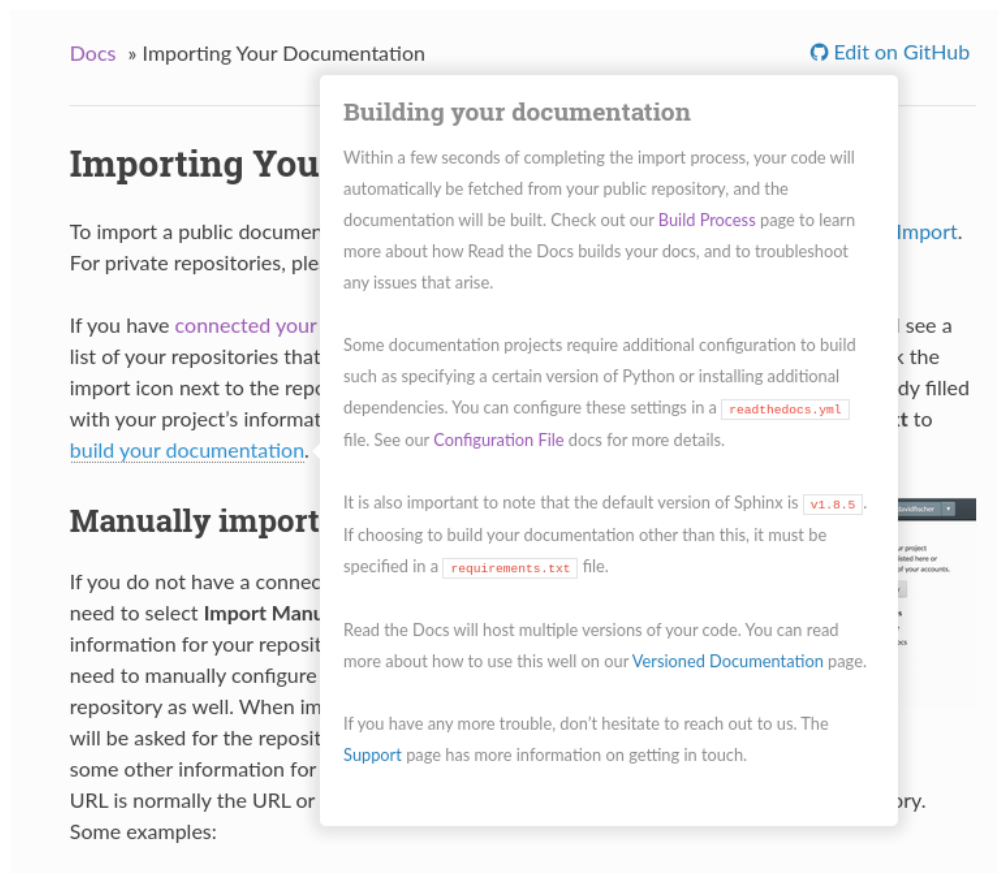 Docs » Importing Your Documentation
Edit on GitHub
Importing You
To import a public documen
Import.
For private repositories, ple
If you have connected your
see a
list of your repositories that
k the
import icon next to the repo
dy filled
with your project's informat
t to
build your documentation.
Building your documentation
Within a few seconds of completing the import process, your code will
automatically be fetched from your public repository, and the
documentation will be built. Check out our Build Process page to learn
more about how Read the Docs builds your docs, and to troubleshoot
any issues that arise.
Some documentation projects require additional configuration to build
such as specifying a certain version of Python or installing additional
dependencies. You can configure these settings in a readthedocs.yml
file. See our Configuration File docs for more details.
It is also important to note that the default version of Sphinx is v1.8.5.
If choosing to build your documentation other than this, it must be
specified in a requirements.txt file.
Read the Docs will host multiple versions of your code. You can read
more about how to use this well on our Versioned Documentation page.
If you have any more trouble, don't hesitate to reach out to us. The
Support page has more information on getting in touch.
Manually import
If you do not have a connec
need to select Import Manu
information for your reposit
need to manually configure
repository as well. When im
will be asked for the reposit
some other information for
URL is normally the URL or
ory.
Some examples:
davidfischer
ur project
listed here or
of your accounts.